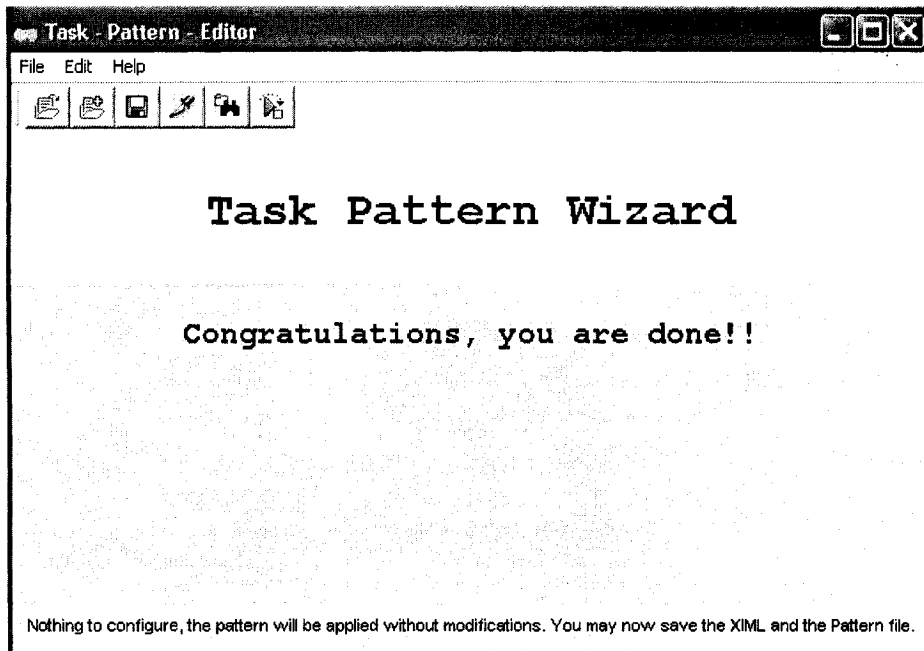 Task - Pattern - Editor
File Edit Help
Task Pattern Wizard
Congratulations, you are done!!
Nothing to configure, the pattern will be applied without modifications. You may now save the XIML and the Pattern file.